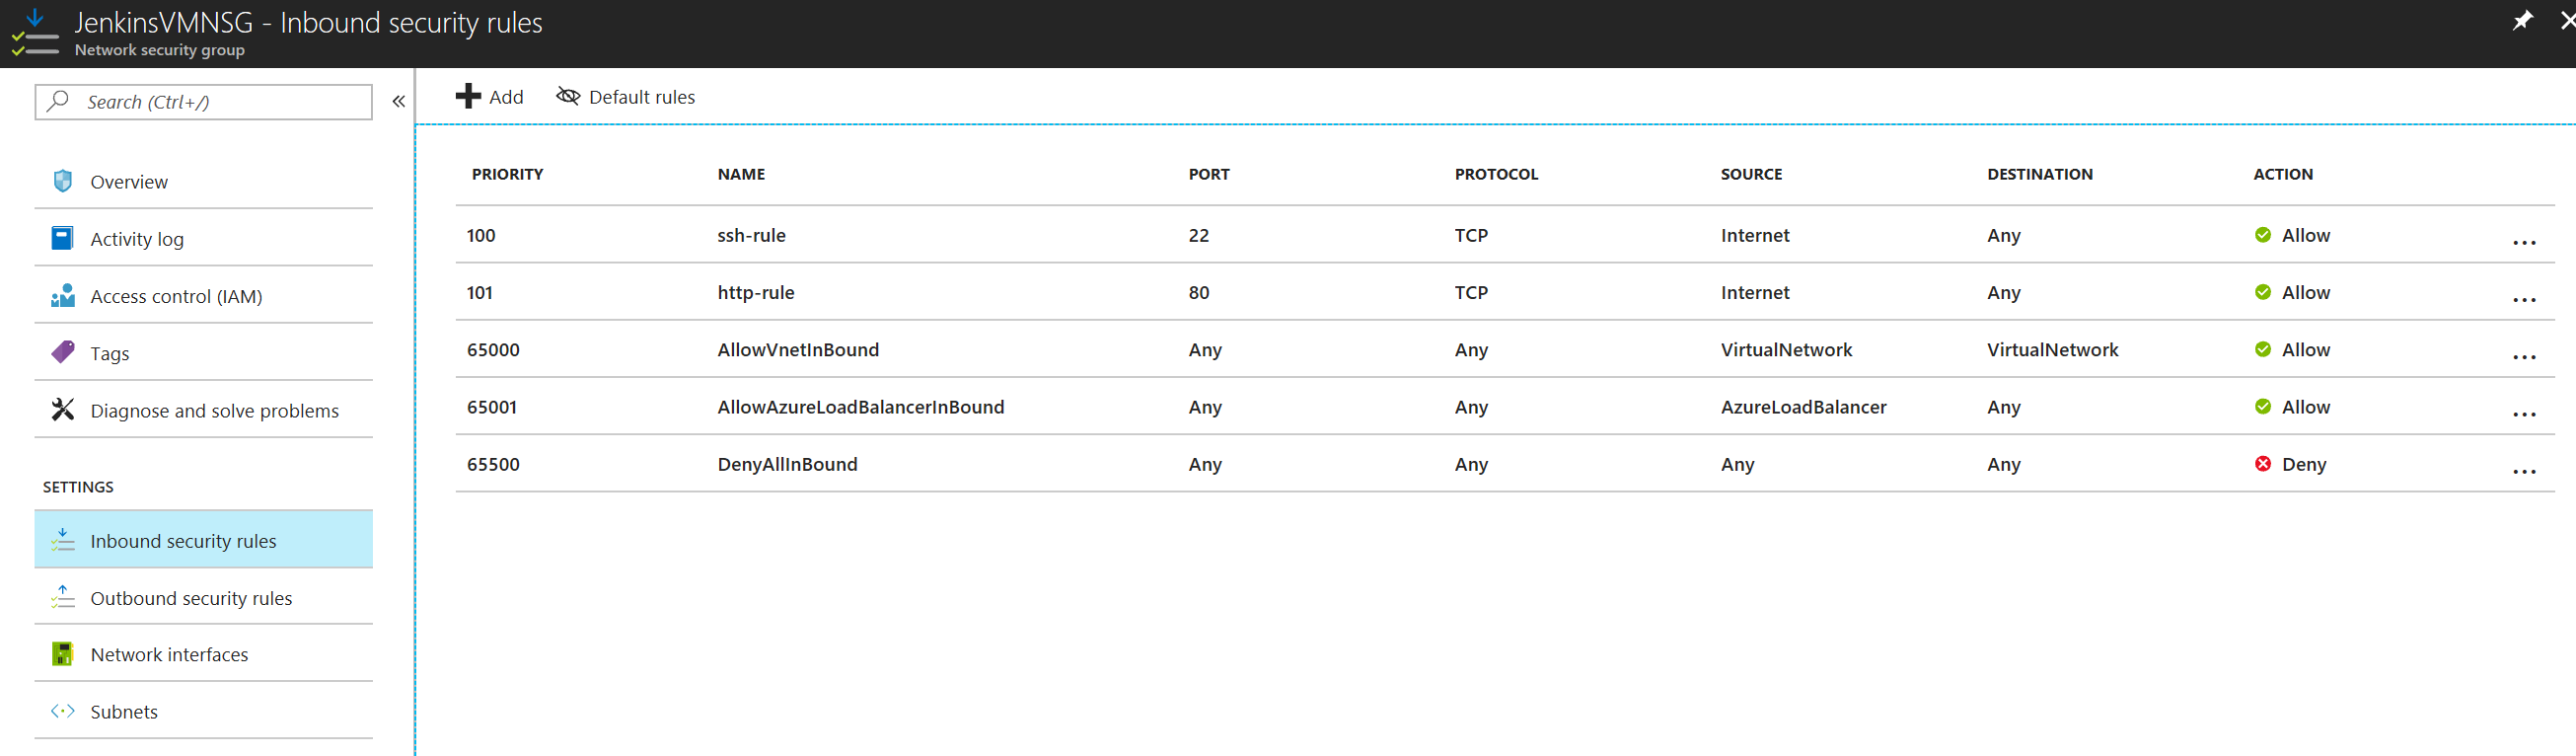 JenkinsVMNSG - Inbound security rules
Network security group
Search (Ctrl+/)
«
Add
Default rules
Overview
Activity log
Access control (IAM)
Tags
Diagnose and solve problems
SETTINGS
Inbound security rules
Outbound security rules
Network interfaces
Subnets
PRIORITY NAME PORT PROTOCOL SOURCE DESTINATION ACTION
100 ssh-rule 22 TCP Internet Any Allow ...
101 http-rule 80 TCP Internet Any Allow ...
65000 AllowVnetInBound Any Any VirtualNetwork VirtualNetwork Allow ...
65001 AllowAzureLoadBalancerInBound Any Any AzureLoadBalancer Any Allow ...
65500 DenyAllInBound Any Any Any Any Deny ...